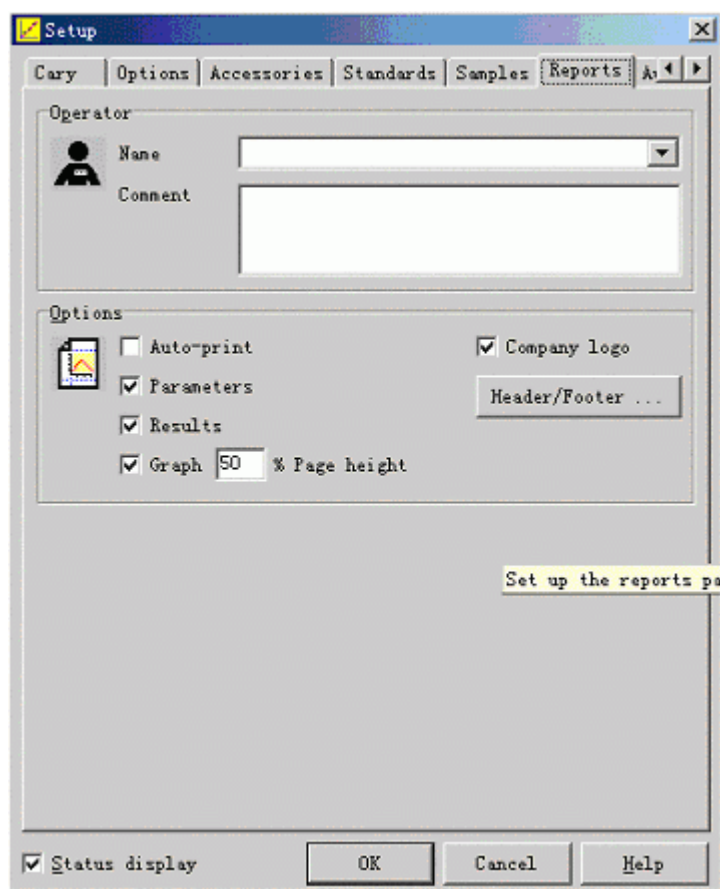 Setup
Cary Options Accessories Standards Samples Reports
Operator
Name
Comment
Options
Auto-print Company logo
Parameters Header/Footer ...
Results
Graph 50 % Page height
Set up the reports
Status display OK Cancel Help